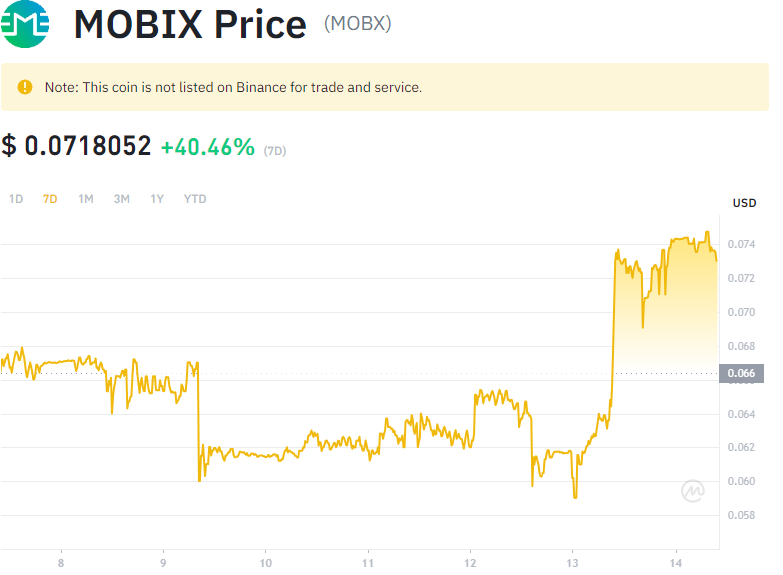 MOBIX Price (MOBX)
Note: This coin is not listed on Binance for trade and service.
$ 0.0718052 +40.46% (7D)
1D 7D 1M 3M 1Y YTD
USD
0.074
0.072
0.070
0.068
0.066
0.064
0.062
0.060
0.058
8 9 10 11 12 13 14